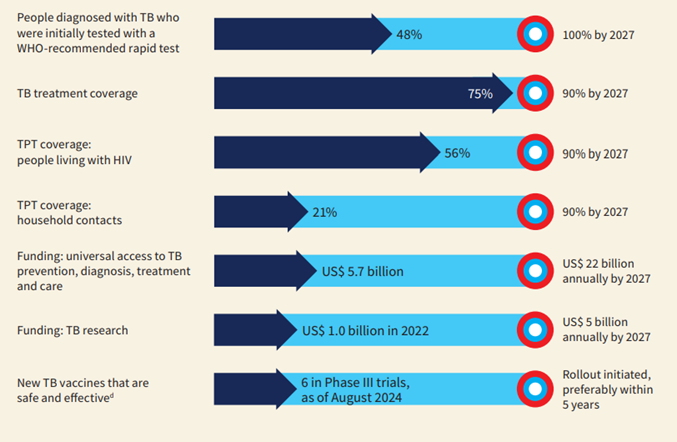 People diagnosed with TB who
were initially tested with a
WHO-recommended rapid test
48%
100% by 2027
TB treatment coverage
75%
90% by 2027
TPT coverage:
people living with HIV
56%
90% by 2027
TPT coverage:
household contacts
21%
90% by 2027
Funding: universal access to TB
prevention, diagnosis, treatment
and care
US$ 5.7 billion
US$ 22 billion
annually by 2027
Funding: TB research
US$ 1.0 billion in 2022
US$ 5 billion
annually by 2027
New TB vaccines that are
safe and effectiveᵈ
6 in Phase III trials,
as of August 2024
Rollout initiated,
preferably within
5 years